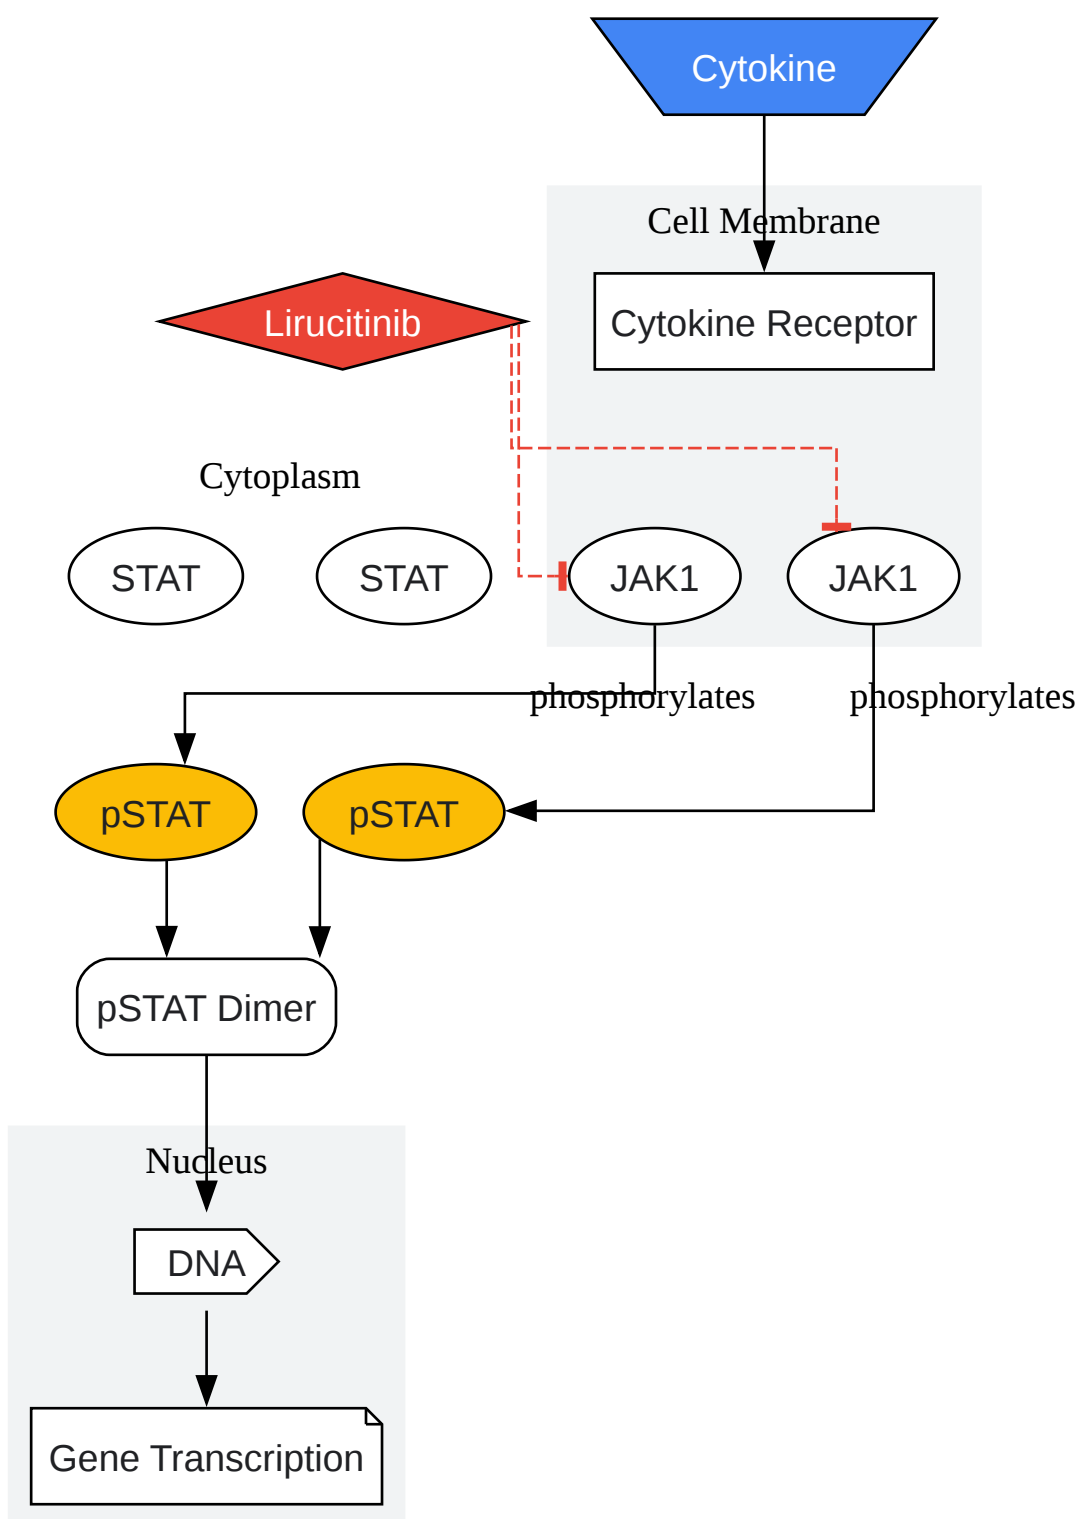 Cytokine
Cell Membrane
Lirucitinib
Cytokine Receptor
Cytoplasm
STAT
STAT
JAK1
JAK1
phosphorylates
phosphorylates
pSTAT
pSTAT
pSTAT Dimer
Nucleus
DNA
Gene Transcription